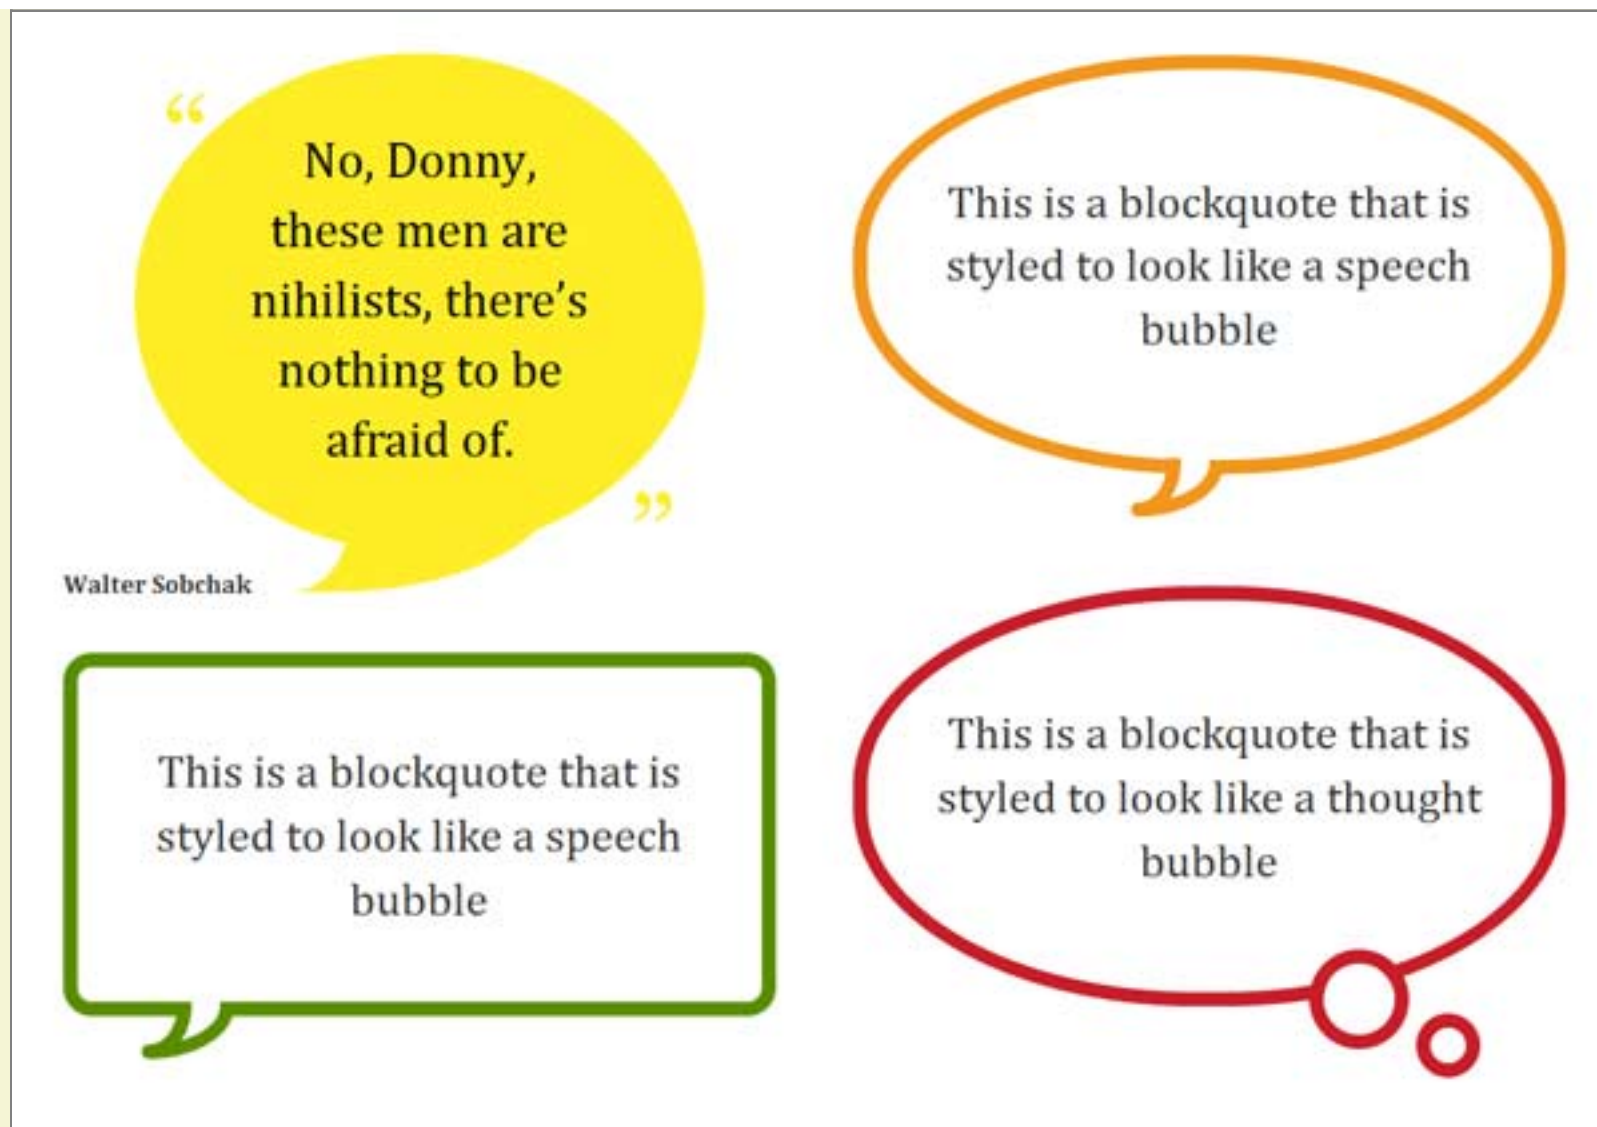 “
No, Donny,
these men are
nihilists, there’s
nothing to be
afraid of.
”
Walter Sobchak
This is a blockquote that is
styled to look like a speech
bubble
This is a blockquote that is
styled to look like a speech
bubble
This is a blockquote that is
styled to look like a thought
bubble